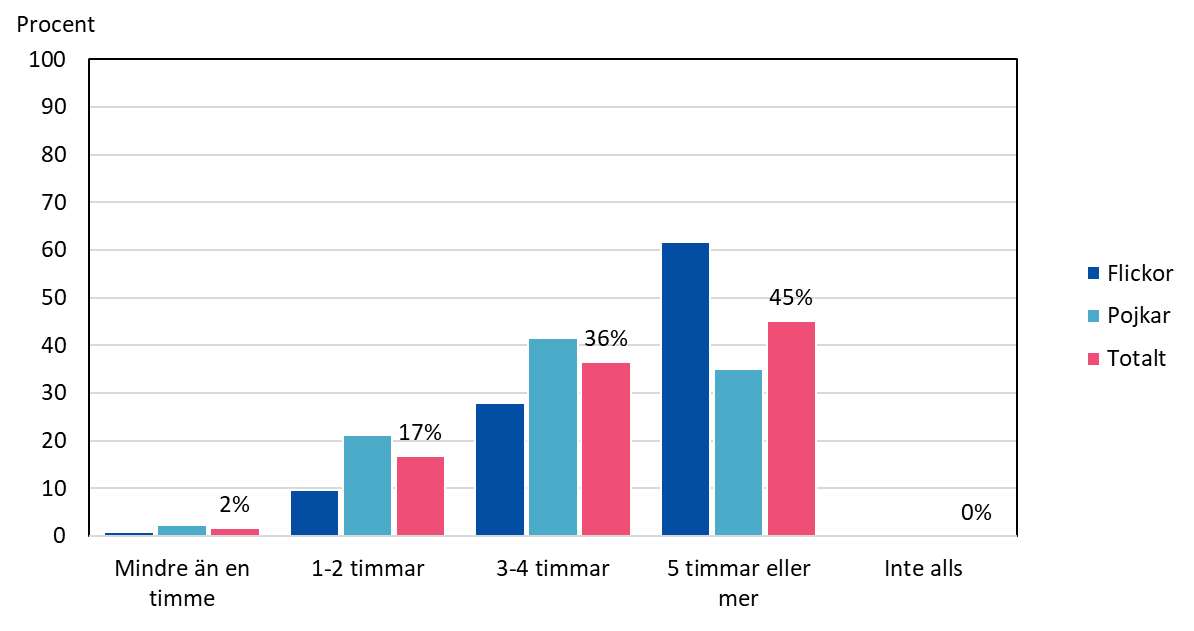 Procent
100
90
80
70
60
50
40
30
20
10
0
2%
17%
36%
45%
0%
Mindre än en
timme
1-2 timmar
3-4 timmar
5 timmar eller
mer
Inte alls
Flickor
Pojkar
Totalt